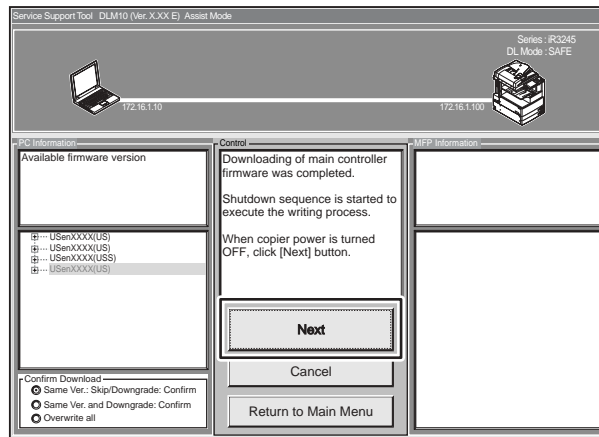 Service Support Tool DLM10 (Ver. X.XX E) Assist Mode
Series : iR3245
DL Mode : SAFE
172.16.1.10
172.16.1.100
PC Information
Available firmware version
USenXXXX(US)
USenXXXX(US)
USenXXXX(USS)
USenXXXX(US)
Confirm Download
Same Ver.: Skip/Downgrade: Confirm
Same Ver. and Downgrade: Confirm
Overwrite all
Control
Downloading of main controller
firmware was completed.
Shutdown sequence is started to
execute the writing process.
When copier power is turned
OFF, click [Next] button.
Next
Cancel
Return to Main Menu
MFP Information